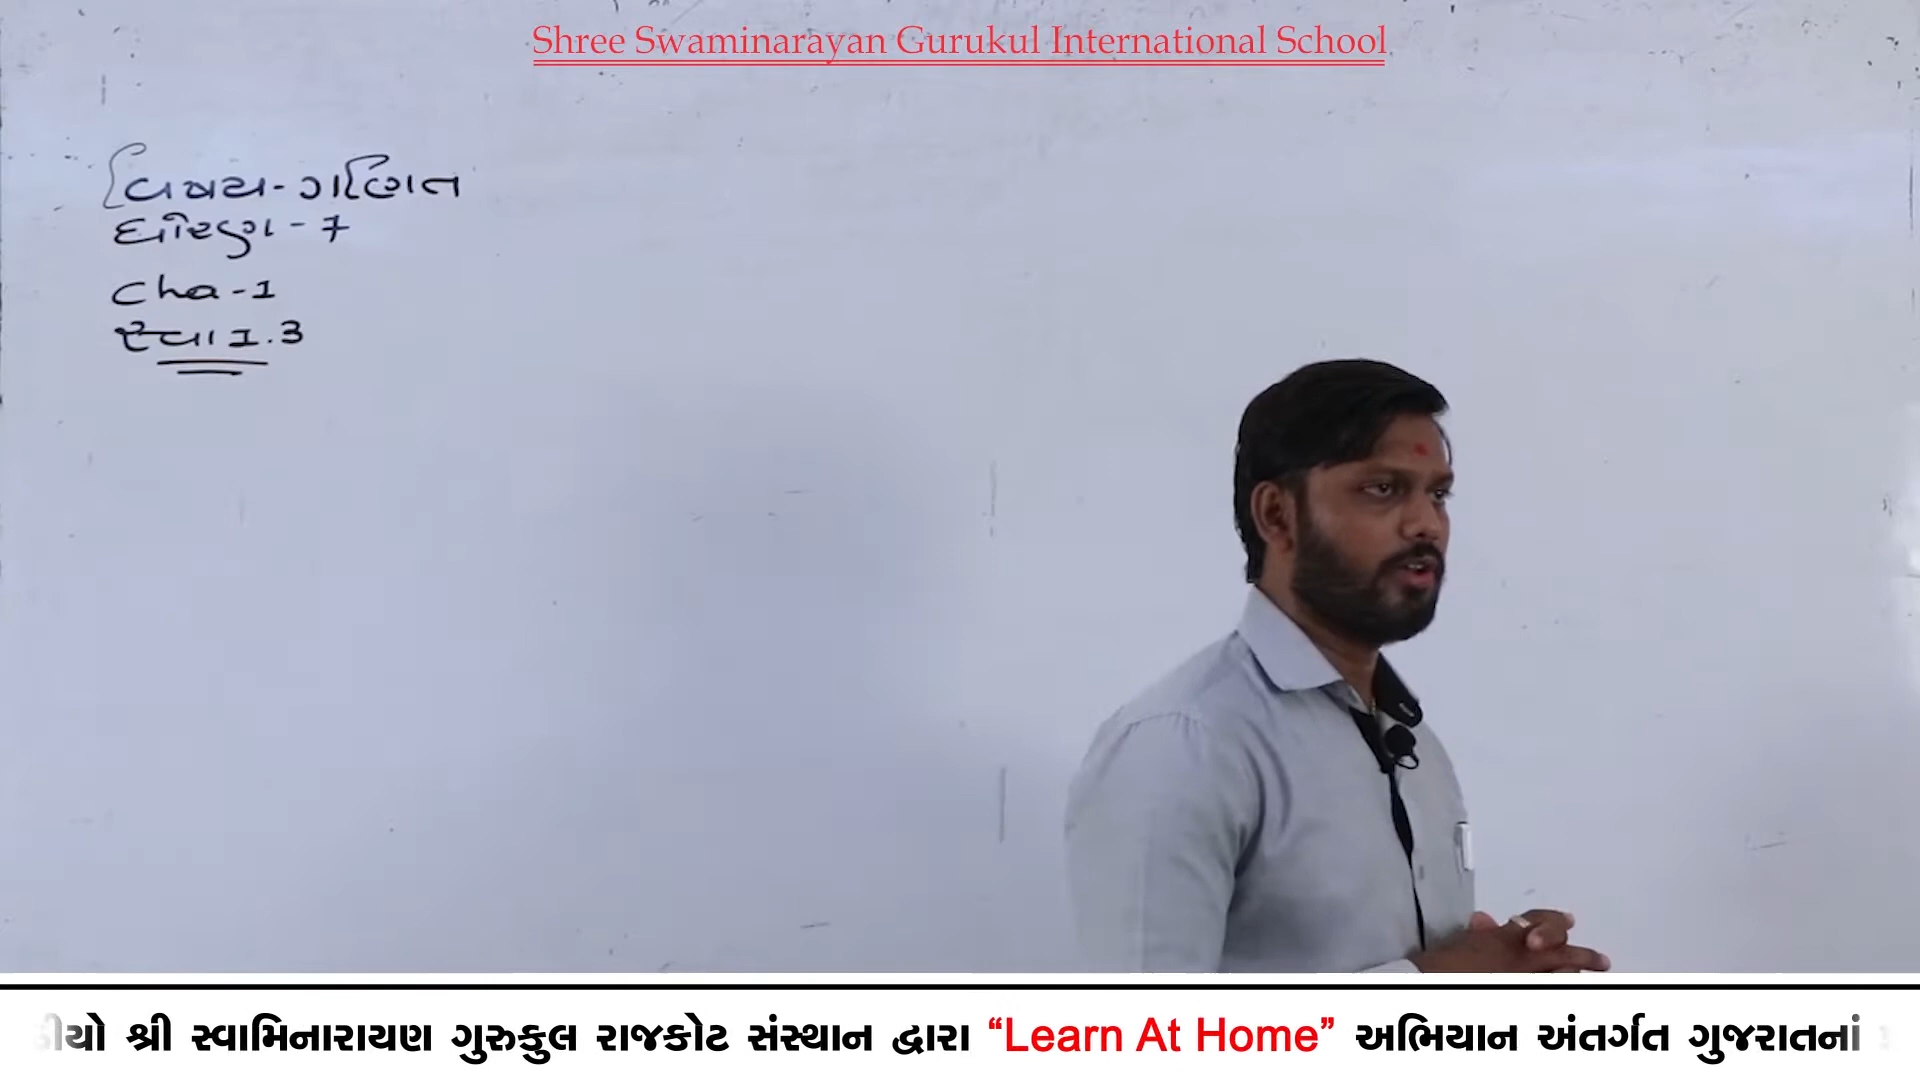 Shree Swaminarayan Gurukul International School
વિષય - ગણિત
ધોરણ - 7
Cha - 1
સ્વા 1.3
શ્રી સ્વામિનારાયણ ગુરુકુલ રાજકોટ સંસ્થાન દ્વારા “Learn At Home” અભિયાન અંતર્ગત ગુજરાતનાં